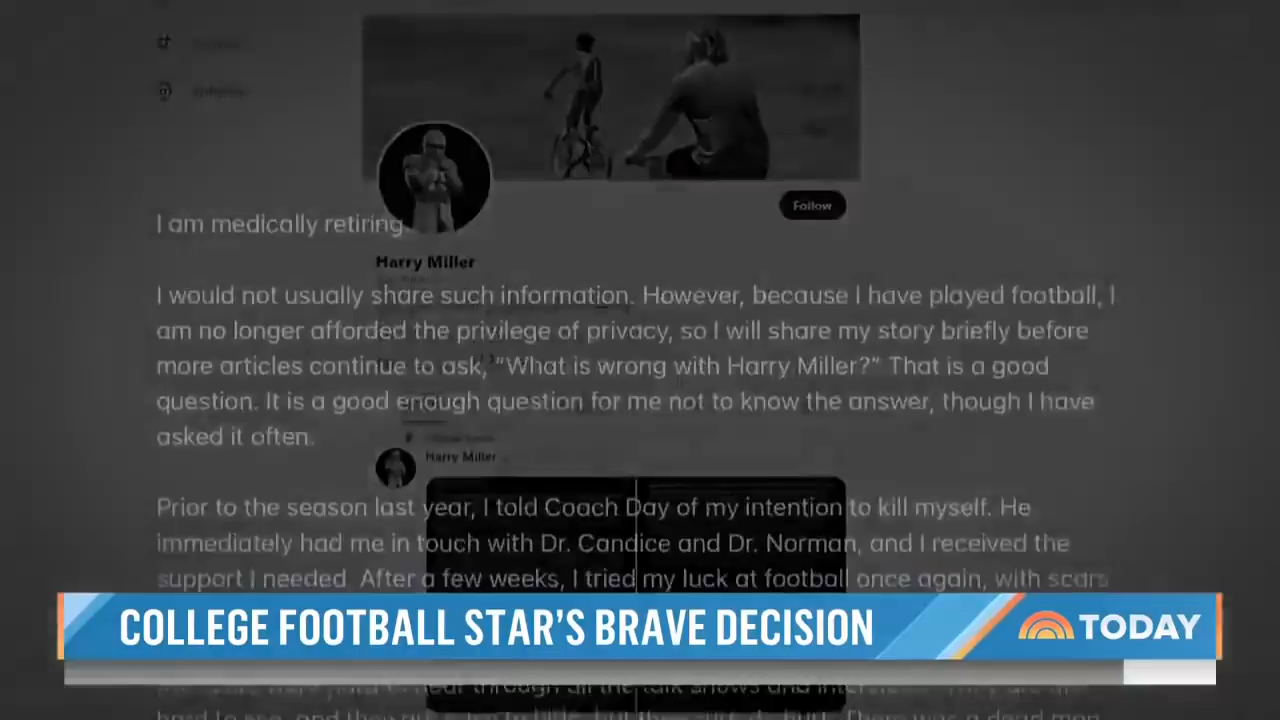 Follow
I am medically retiring.
Harry Miller
I would not usually share such information. However, because I have played football, I
am no longer afforded the privilege of privacy, so I will share my story briefly before
more articles continue to ask, "What is wrong with Harry Miller?" That is a good
question. It is a good enough question for me not to know the answer, though I have
asked it often.
Harry Miller
Prior to the season last year, I told Coach Day of my intention to kill myself. He
immediately had me in touch with Dr. Candice and Dr. Norman, and I received the
support I needed. After a few weeks, I tried my luck at football once again, with scars
COLLEGE FOOTBALL STAR'S BRAVE DECISION
TODAY
through all the talk shows and